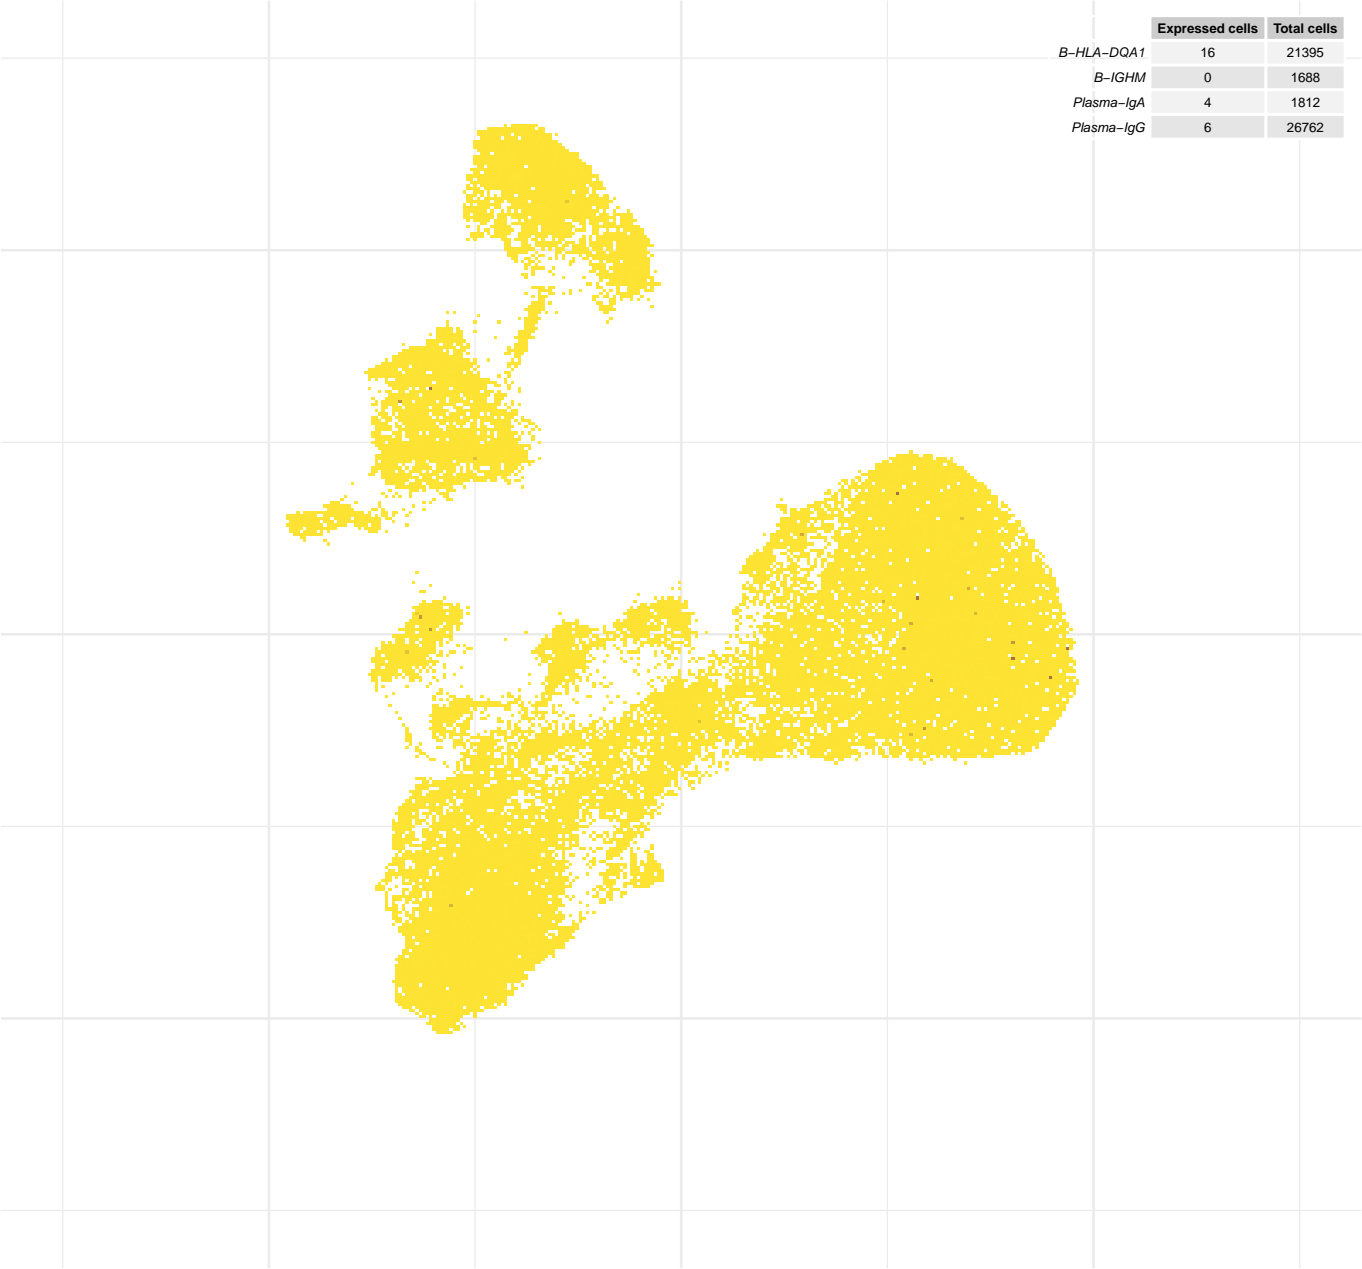 Expressed cells Total cells
B−HLA−DQA1 16 21395
B−IGHM 0 1688
Plasma−IgA 4 1812
Plasma−IgG 6 26762